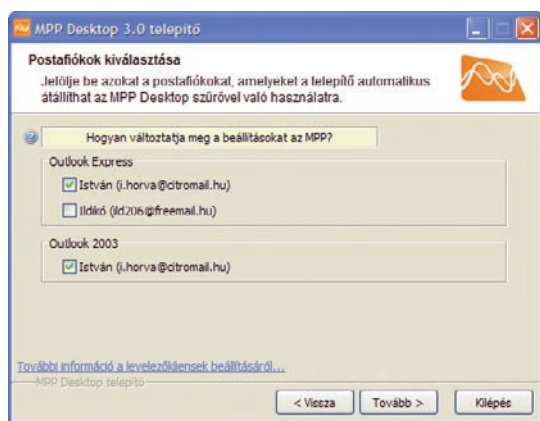 MPP Desktop 3.0 telepítő
Postafiókok kiválasztása
Jelölje be azokat a postafiókokat, amelyeket a telepítő automatikus
átállíthat az MPP Desktop szűrővel való használatra.
Hogyan változtatja meg a beállításokat az MPP?
Outlook Express
István (i.horva@citromail.hu)
Ildikó (ild206@freemail.hu)
Outlook 2003
István (i.horva@citromail.hu)
További információ a levelezőkliensek beállításáról...
MPP Desktop telepítő
< Vissza
Tovább >
Kilépés